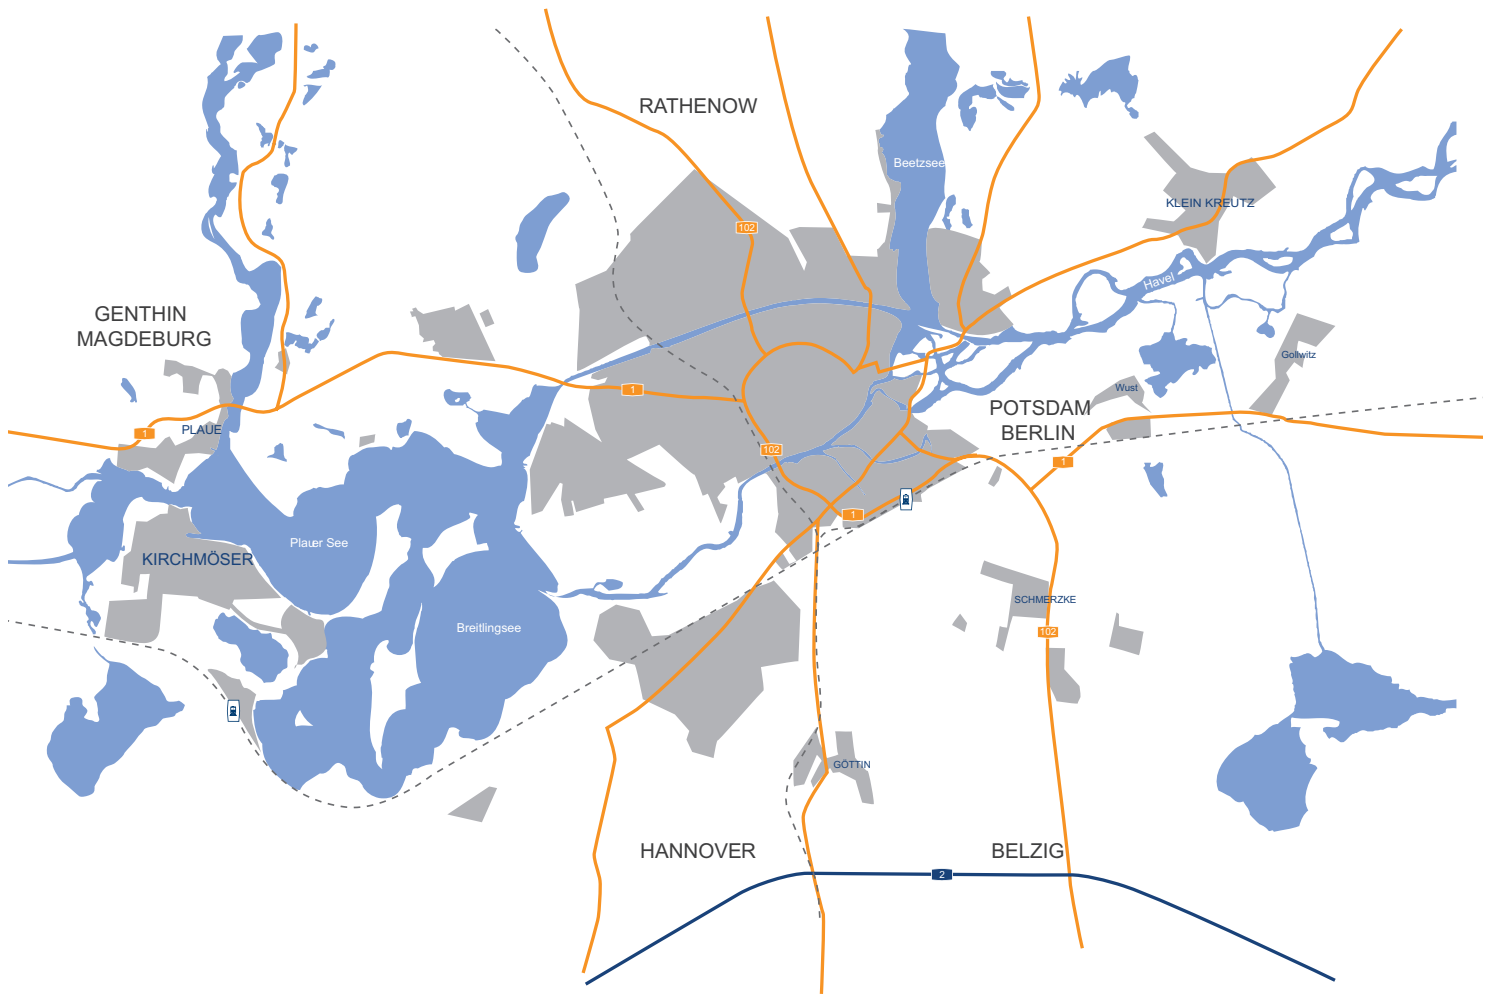 RATHENOW
Beetzsee
KLEIN KREUTZ
102
Havel
GENTHIN
MAGDEBURG
Gollwitz
Wust
1
POTSDAM
BERLIN
PLAUE
1
102
1
1
Plauer See
KIRCHMÖSER
SCHMERZKE
Breitlingsee
102
GÖTTIN
HANNOVER
BELZIG
2